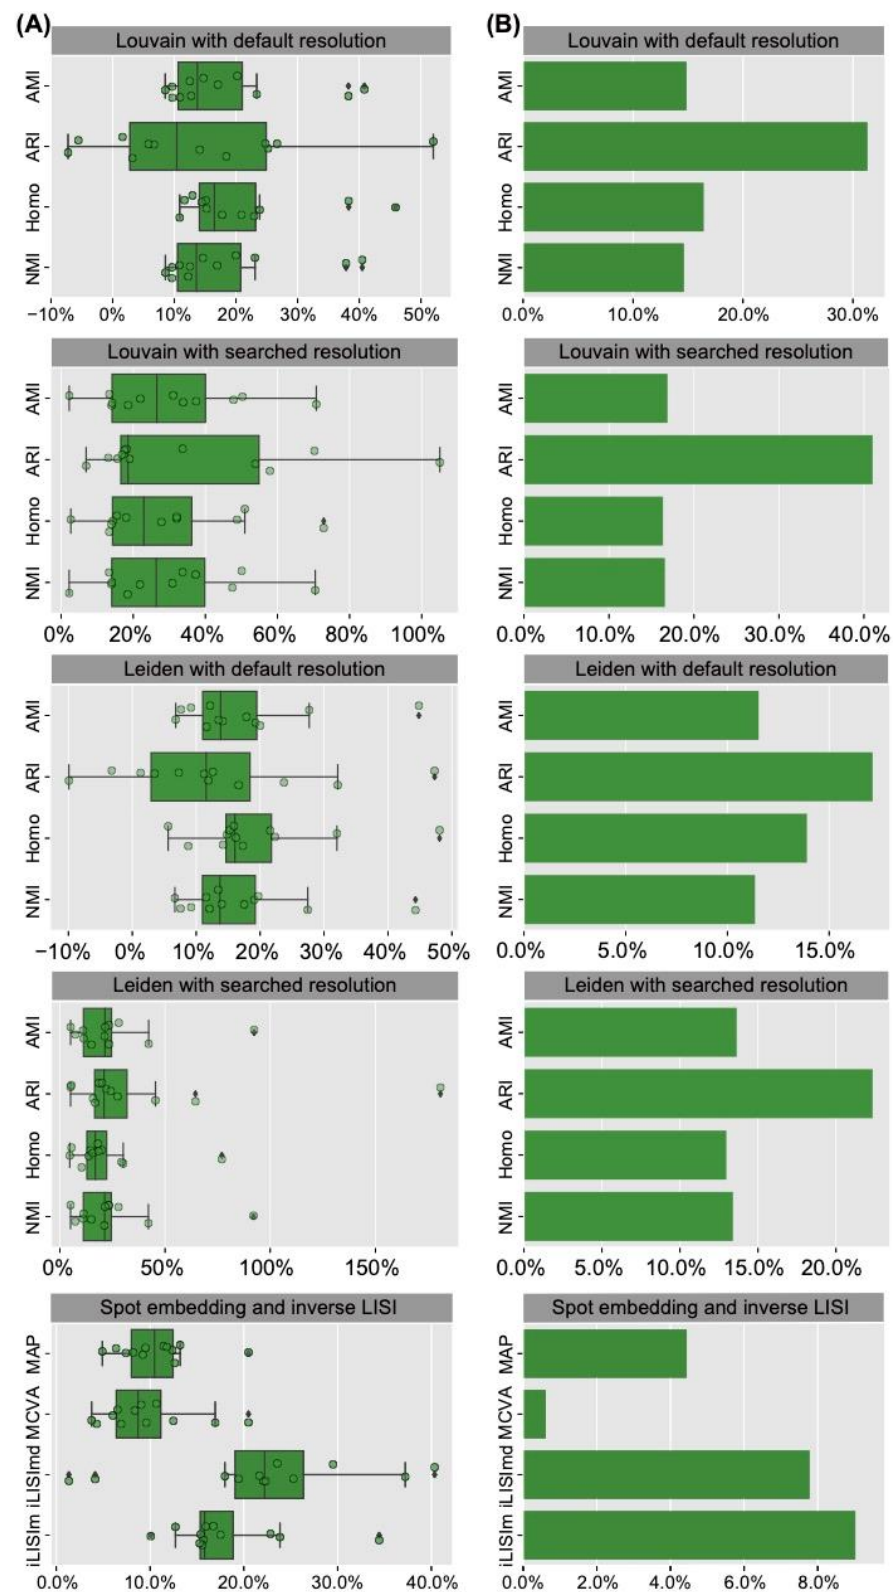 (A)
Louvain with default resolution
AMI
ARI
Homo
NMI
−10% 0% 10% 20% 30% 40% 50%
Louvain with searched resolution
AMI
ARI
Homo
NMI
0% 20% 40% 60% 80% 100%
Leiden with default resolution
AMI
ARI
Homo
NMI
−10% 0% 10% 20% 30% 40% 50%
Leiden with searched resolution
AMI
ARI
Homo
NMI
0% 50% 100% 150%
Spot embedding and inverse LISI
MAP
MCVA
iLISImd
iLISIm
0.0% 10.0% 20.0% 30.0% 40.0%
(B)
Louvain with default resolution
AMI
ARI
Homo
NMI
0.0% 10.0% 20.0% 30.0%
Louvain with searched resolution
AMI
ARI
Homo
NMI
0.0% 10.0% 20.0% 30.0% 40.0%
Leiden with default resolution
AMI
ARI
Homo
NMI
0.0% 5.0% 10.0% 15.0%
Leiden with searched resolution
AMI
ARI
Homo
NMI
0.0% 5.0% 10.0% 15.0% 20.0%
Spot embedding and inverse LISI
MAP
MCVA
iLISImd
iLISIm
0.0% 2.0% 4.0% 6.0% 8.0%